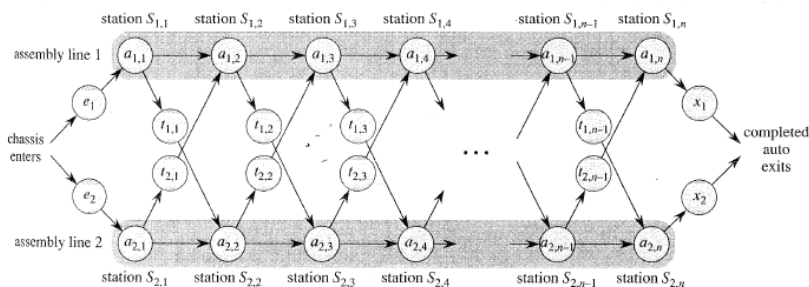 station S1,1 station S1,2 station S1,3 station S1,4 station S1,n−1 station S1,n
assembly line 1 a1,1 a1,2 a1,3 a1,4 a1,n−1 a1,n
e1 x1
t1,1 t1,2 t1,3 t1,n−1
chassis
enters
completed
auto
exits
...
t2,1 t2,2 t2,3 t2,n−1
e2 x2
assembly line 2 a2,1 a2,2 a2,3 a2,4 a2,n−1 a2,n
station S2,1 station S2,2 station S2,3 station S2,4 station S2,n−1 station S2,n